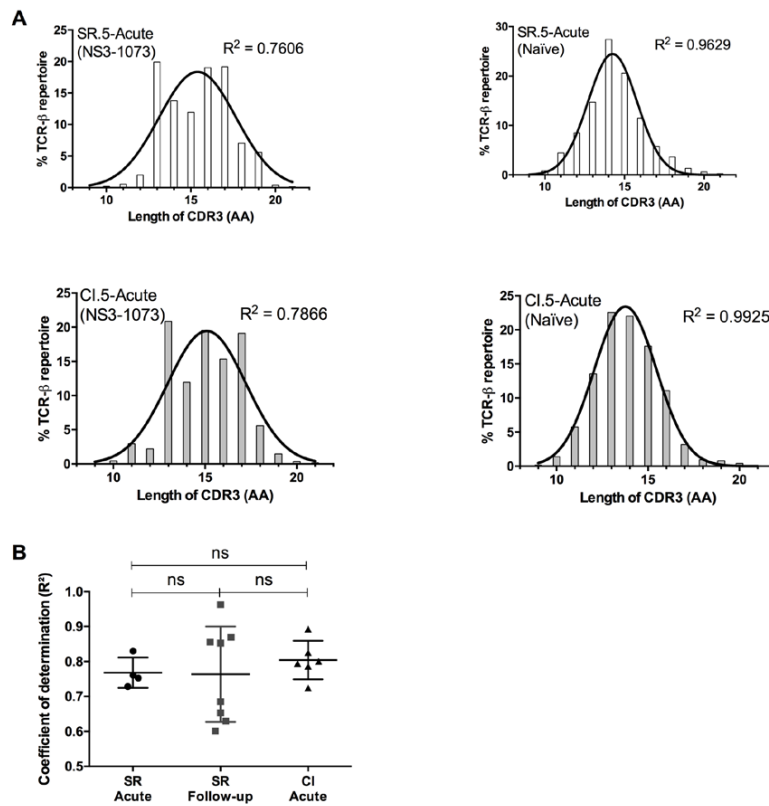 A
SR.5-Acute
(NS3-1073)
R² = 0.7606
% TCR-β repertoire
25
20
15
10
5
0
10 15 20
Length of CDR3 (AA)
SR.5-Acute
(Naïve)
R² = 0.9629
% TCR-β repertoire
30
20
10
0
10 15 20
Length of CDR3 (AA)
CI.5-Acute
(NS3-1073)
R² = 0.7866
% TCR-β repertoire
25
20
15
10
5
0
10 15 20
Length of CDR3 (AA)
CI.5-Acute
(Naïve)
R² = 0.9925
% TCR-β repertoire
25
20
15
10
5
0
10 15 20
Length of CDR3 (AA)
B
ns
ns ns
Coefficient of determination (R²)
1.0
0.9
0.8
0.7
0.6
0.5
SR SR CI
Acute Follow-up Acute